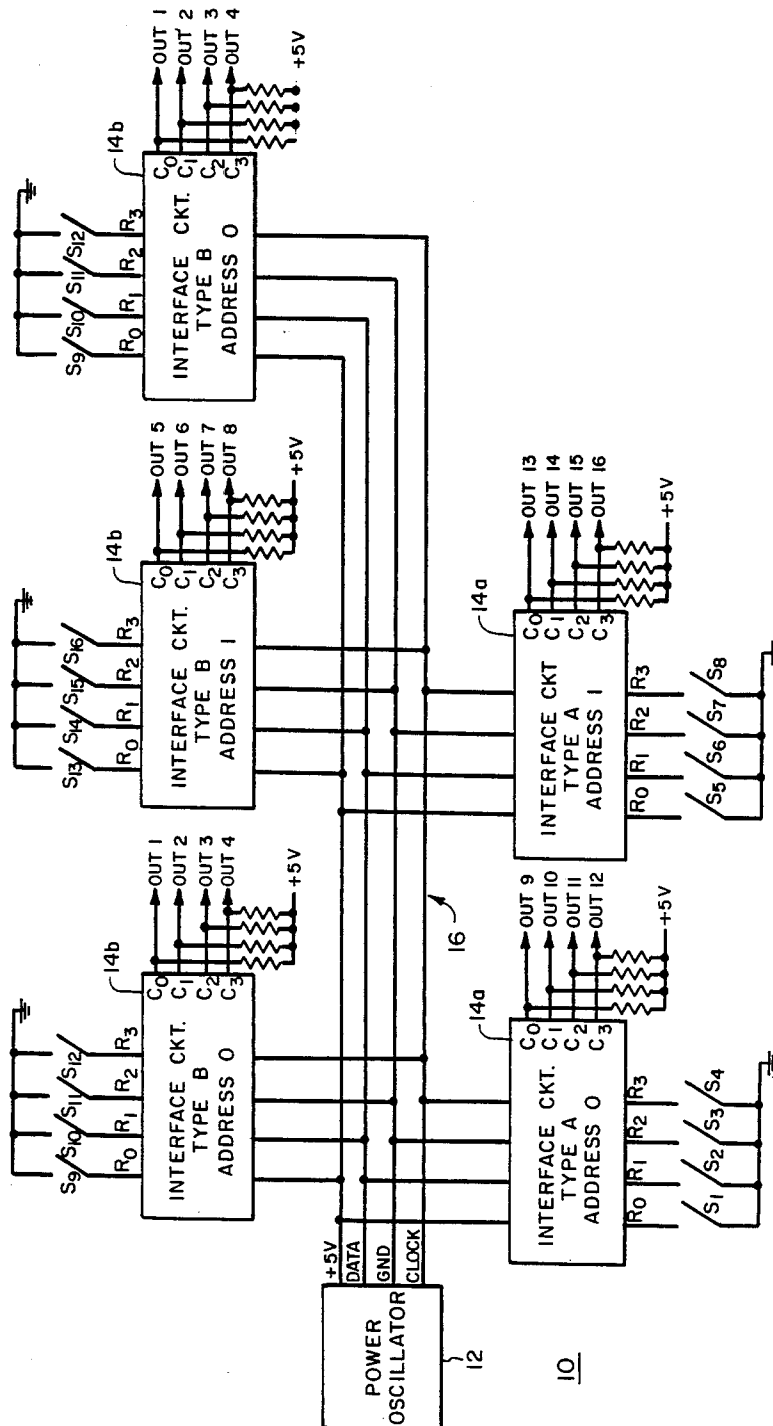 S9 S10 S11 S12
R0 R1 R2 R3
INTERFACE CKT.
TYPE B
ADDRESS 0
14b
C0 C1 C2 C3
OUT 1
OUT 2
OUT 3
OUT 4
+5V
S13 S14 S15 S16
R0 R1 R2 R3
INTERFACE CKT.
TYPE B
ADDRESS 1
14b
C0 C1 C2 C3
OUT 5
OUT 6
OUT 7
OUT 8
+5V
S9 S10 S11 S12
R0 R1 R2 R3
INTERFACE CKT.
TYPE B
ADDRESS 0
14b
C0 C1 C2 C3
OUT 1
OUT 2
OUT 3
OUT 4
+5V
POWER
OSCILLATOR
12
+5V
DATA
GND
CLOCK
16
INTERFACE CKT.
TYPE A
ADDRESS 0
14a
C0 C1 C2 C3
OUT 9
OUT 10
OUT 11
OUT 12
+5V
R0 R1 R2 R3
S1 S2 S3 S4
INTERFACE CKT
TYPE A
ADDRESS 1
14a
C0 C1 C2 C3
OUT 13
OUT 14
OUT 15
OUT 16
+5V
R0 R1 R2 R3
S5 S6 S7 S8
10